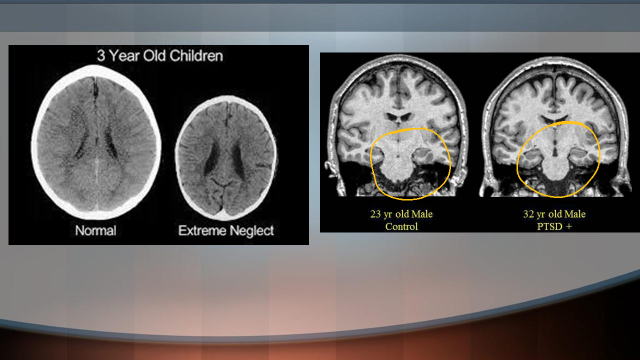 3 Year Old Children
Normal
Extreme Neglect
23 yr old Male
Control
32 yr old Male
PTSD +